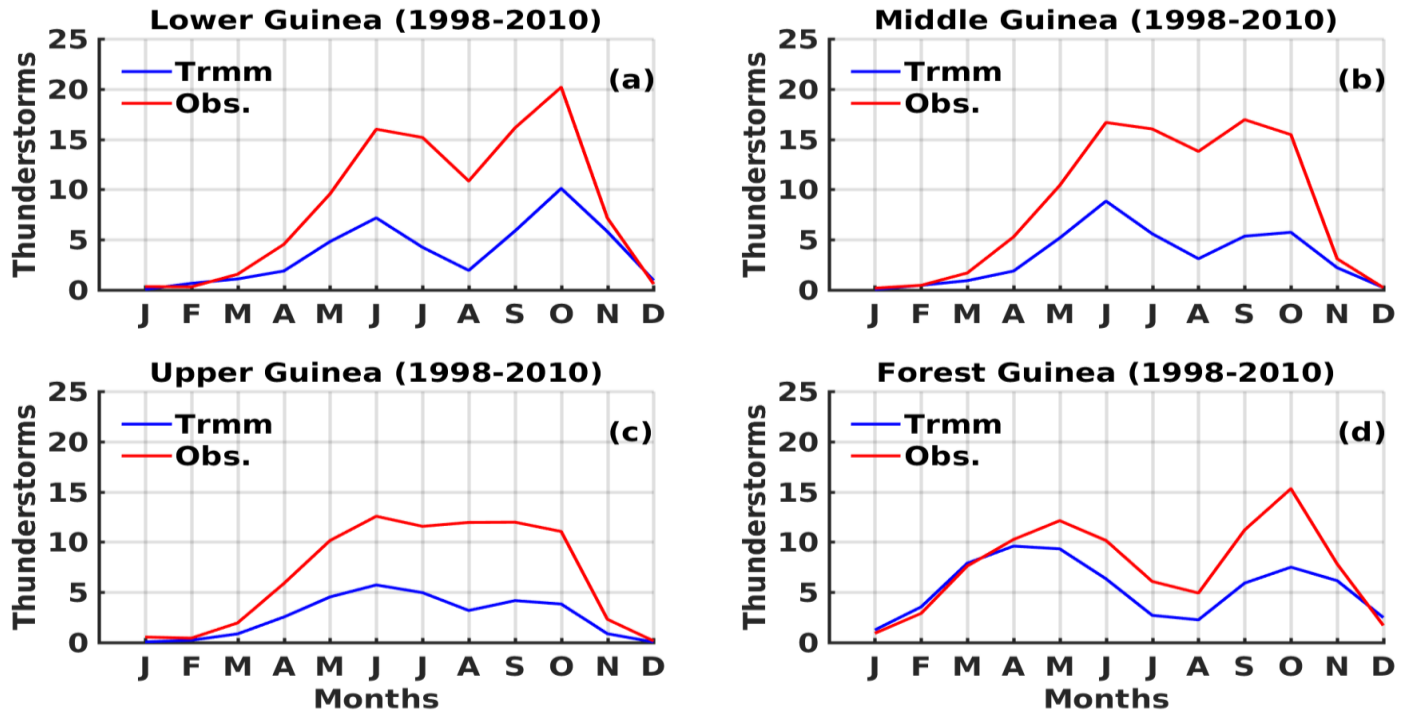 Lower Guinea (1998-2010)
Thunderstorms
25
20
15
10
5
0
Trmm
Obs.
(a)
J F M A M J J A S O N D
Middle Guinea (1998-2010)
Thunderstorms
25
20
15
10
5
0
Trmm
Obs.
(b)
J F M A M J J A S O N D
Upper Guinea (1998-2010)
Thunderstorms
25
20
15
10
5
0
Trmm
Obs.
(c)
J F M A M J J A S O N D
Months
Forest Guinea (1998-2010)
Thunderstorms
25
20
15
10
5
0
Trmm
Obs.
(d)
J F M A M J J A S O N D
Months